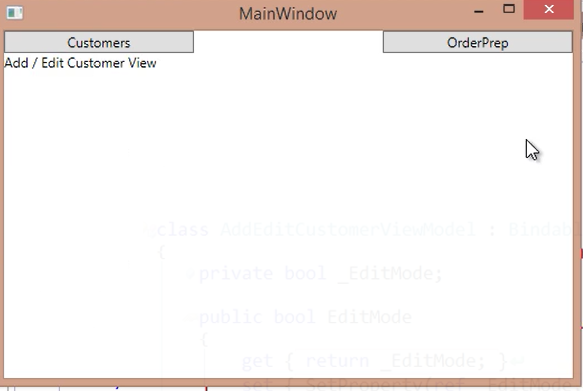 MainWindow
Customers
OrderPrep
Add / Edit Customer View
class AddEditCustomerViewModel : Bindab
{
private bool _EditMode;
public bool EditMode
{
get { return _EditMode; }
set { SetProperty(ref _EditMode